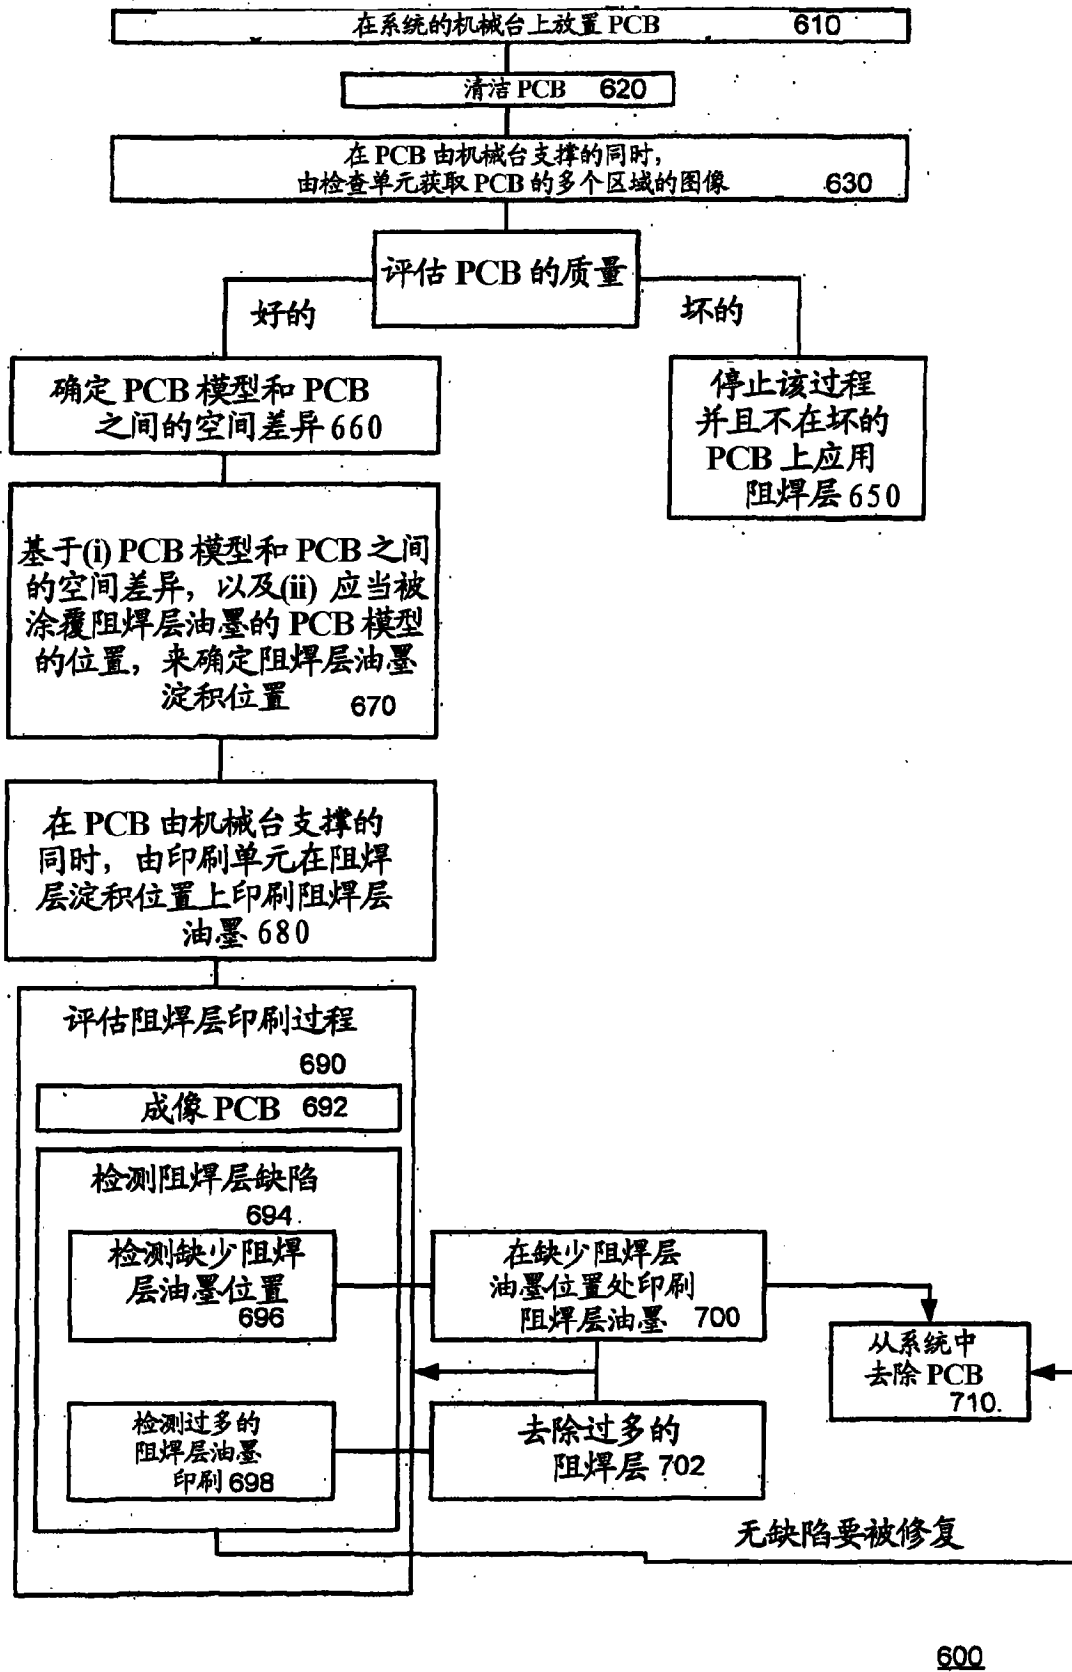 在系统的机械台上放置 PCB 610
清洁 PCB 620
在 PCB 由机械台支撑的同时，
由检查单元获取 PCB 的多个区域的图像 630
评估 PCB 的质量
好的
坏的
确定 PCB 模型和 PCB
之间的空间差异 660
停止该过程
并且不在坏的
PCB 上应用
阻焊层 650
基于(i) PCB 模型和 PCB 之间
的空间差异，以及(ii) 应当被
涂覆阻焊层油墨的 PCB 模型
的位置，来确定阻焊层油墨
淀积位置 670
在 PCB 由机械台支撑的
同时，由印刷单元在阻焊
层淀积位置上印刷阻焊层
油墨 680
评估阻焊层印刷过程
690
成像 PCB 692
检测阻焊层缺陷
694
检测缺少阻焊
层油墨位置
696
在缺少阻焊层
油墨位置处印刷
阻焊层油墨 700
从系统中
去除 PCB
710
检测过多的
阻焊层油墨
印刷 698
去除过多的
阻焊层 702
无缺陷要被修复
600